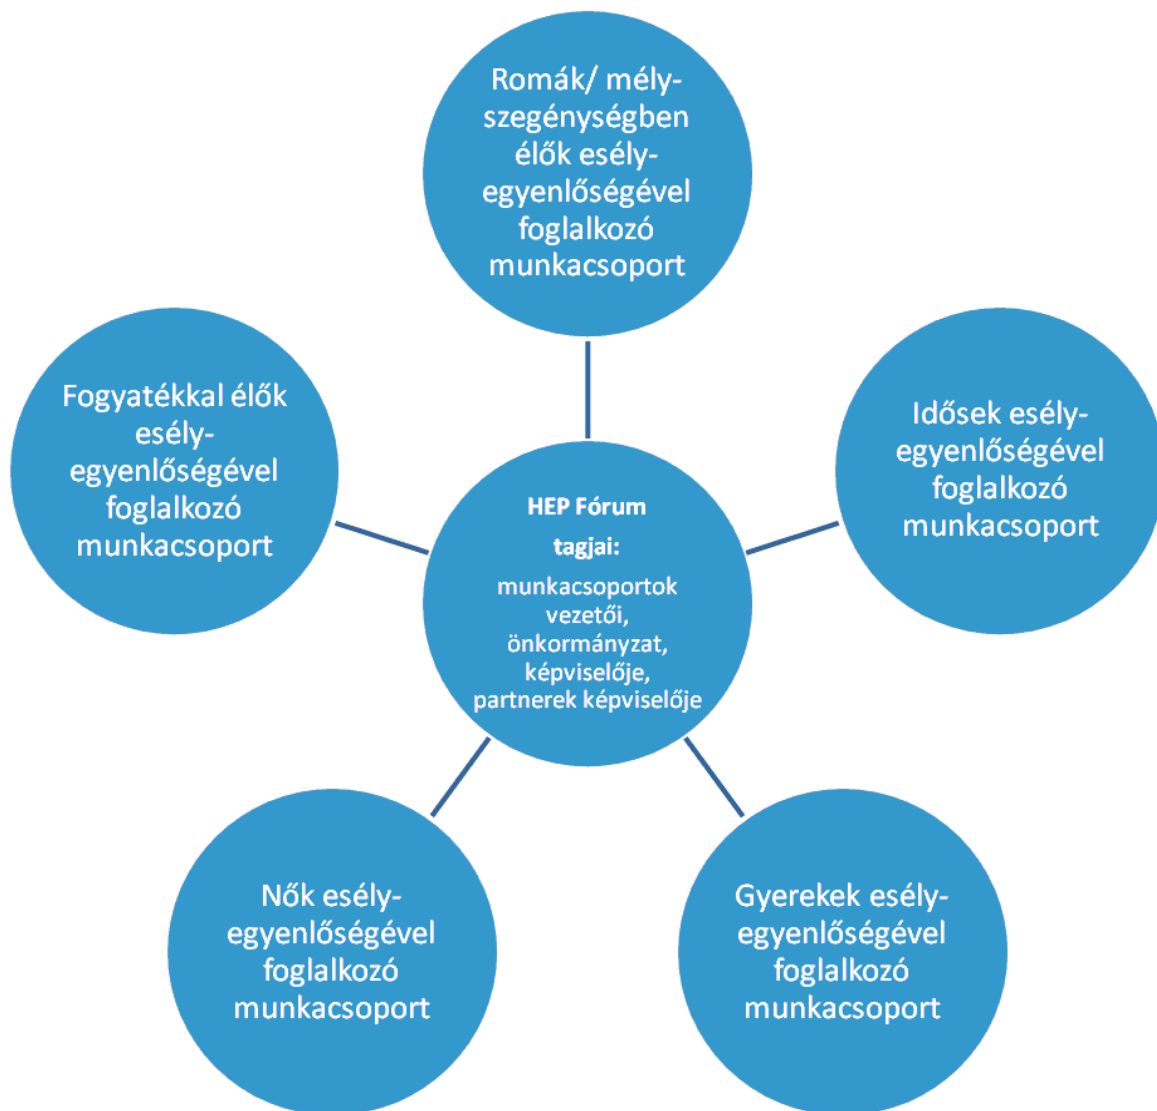 Romák/ mély-
szegénységben
élők esély-
egyenlőségével
foglalkozó
munkacsoport
Fogyatékkal élők
esély-
egyenlőségével
foglalkozó
munkacsoport
Idősek esély-
egyenlőségével
foglalkozó
munkacsoport
HEP Fórum
tagjai:
munkacsoportok
vezetői,
önkormányzat,
képviselője,
partnerek képviselője
Nők esély-
egyenlőségével
foglalkozó
munkacsoport
Gyerekek esély-
egyenlőségével
foglalkozó
munkacsoport